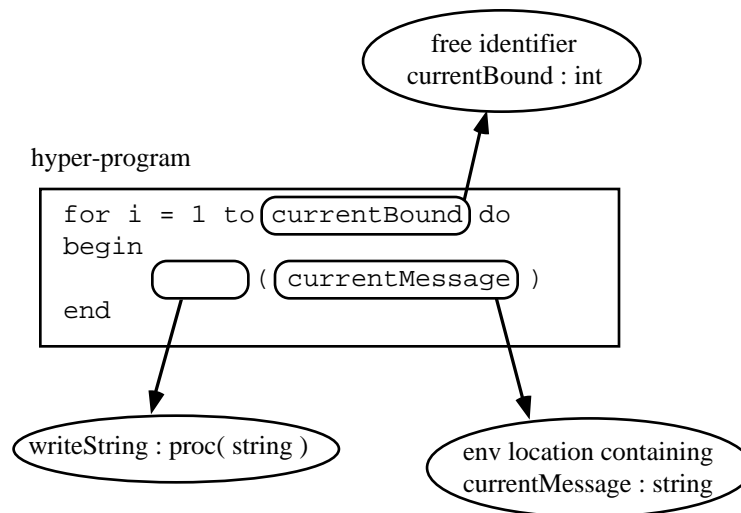 free identifier
currentBound : int
hyper-program
for i = 1 to currentBound do
begin
( currentMessage )
end
writeString : proc( string )
env location containing
currentMessage : string